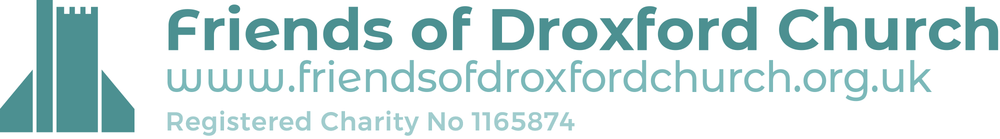 Friends of Droxford Church
www.friendsofdroxfordchurch.org.uk
Registered Charity No 1165874